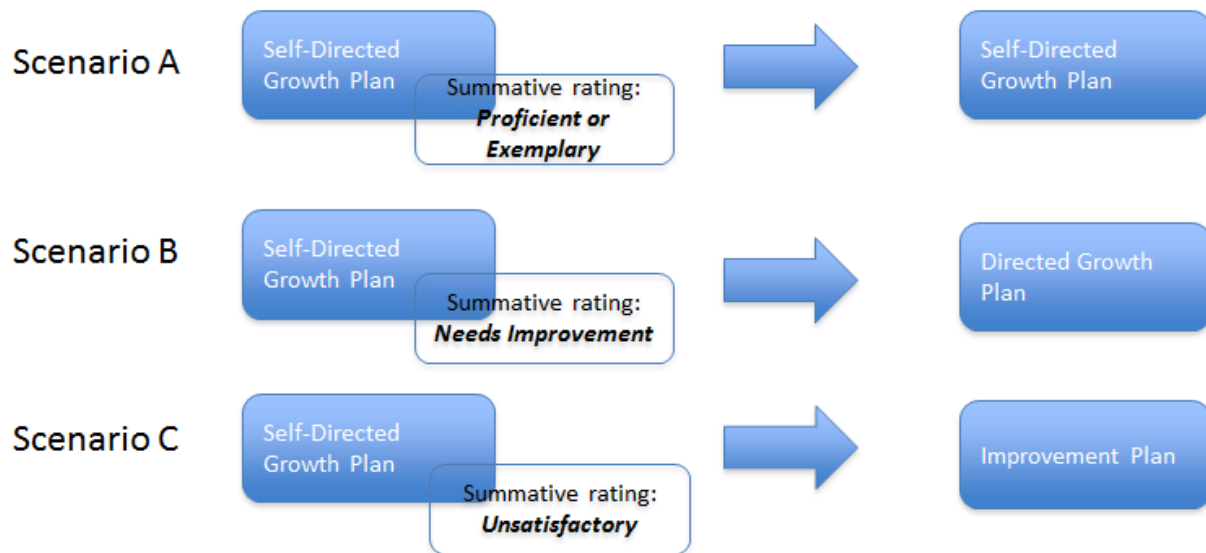 Scenario A
Self-Directed
Growth Plan
Summative rating:
Proficient or
Exemplary
Self-Directed
Growth Plan
Scenario B
Self-Directed
Growth Plan
Summative rating:
Needs Improvement
Directed Growth
Plan
Scenario C
Self-Directed
Growth Plan
Summative rating:
Unsatisfactory
Improvement Plan